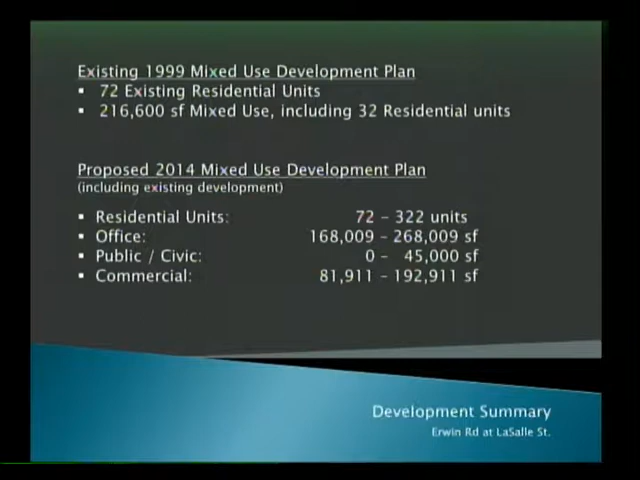 Existing 1999 Mixed Use Development Plan
▪ 72 Existing Residential Units
▪ 216,600 sf Mixed Use, including 32 Residential units
Proposed 2014 Mixed Use Development Plan
(including existing development)
▪ Residential Units: 72 – 322 units
▪ Office: 168,009 – 268,009 sf
▪ Public / Civic: 0 – 45,000 sf
▪ Commercial: 81,911 – 192,911 sf
Development Summary
Erwin Rd at LaSalle St.